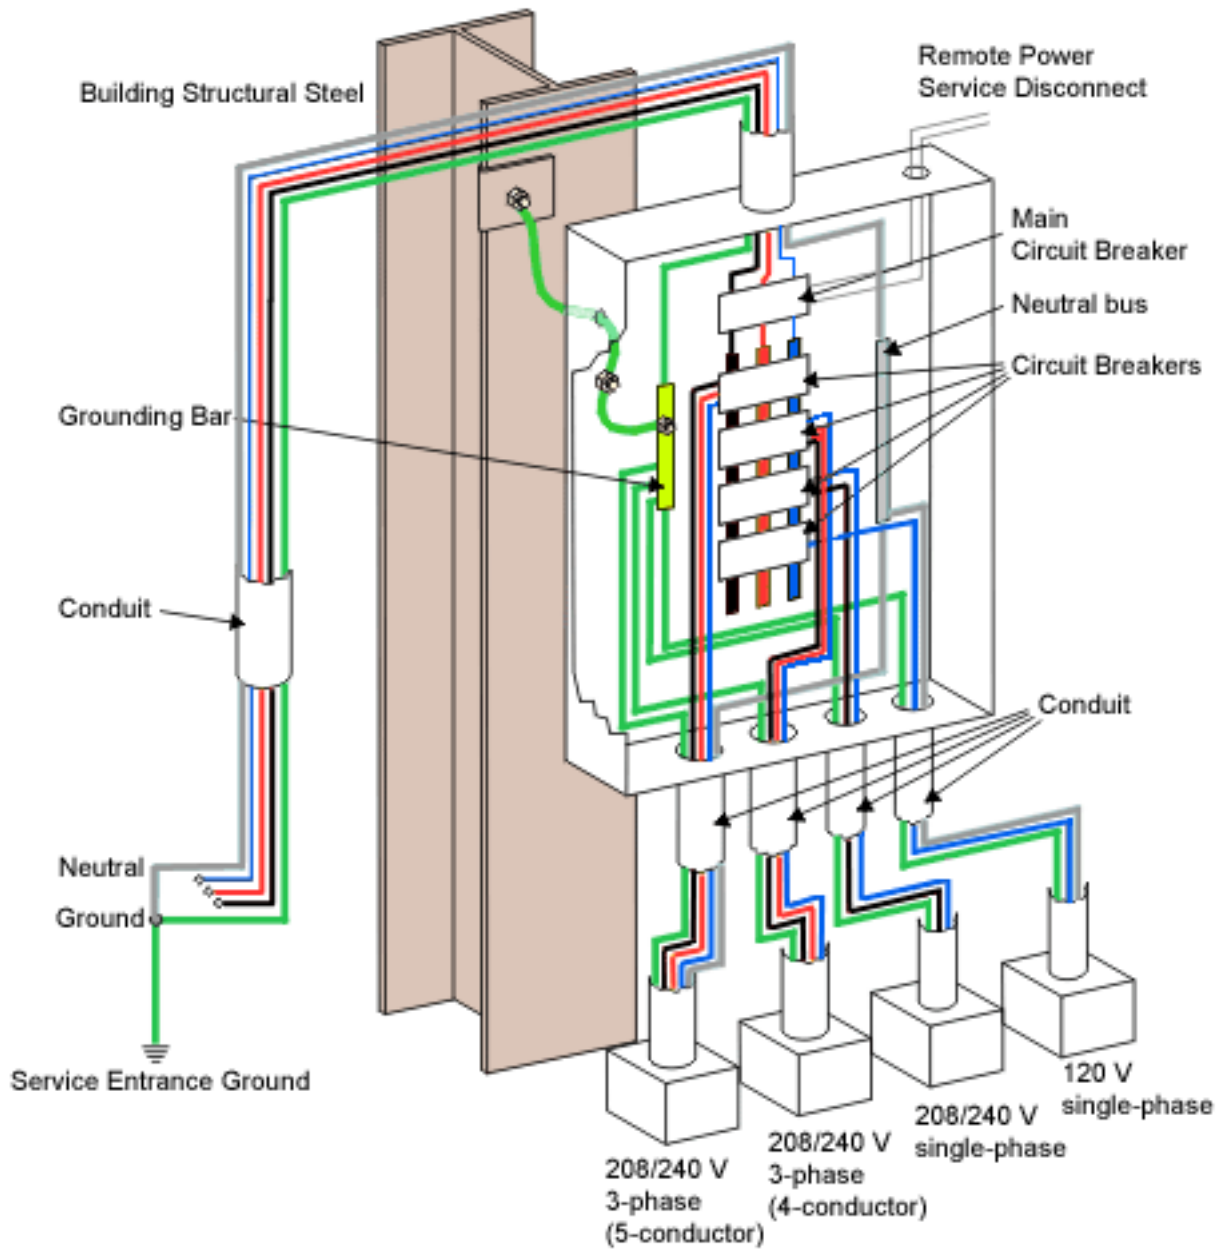 Remote Power
Service Disconnect
Building Structural Steel
Main
Circuit Breaker
Neutral bus
Circuit Breakers
Grounding Bar
Conduit
Conduit
Neutral
Ground
Service Entrance Ground
120 V
single-phase
208/240 V
single-phase
208/240 V
3-phase
(4-conductor)
208/240 V
3-phase
(5-conductor)